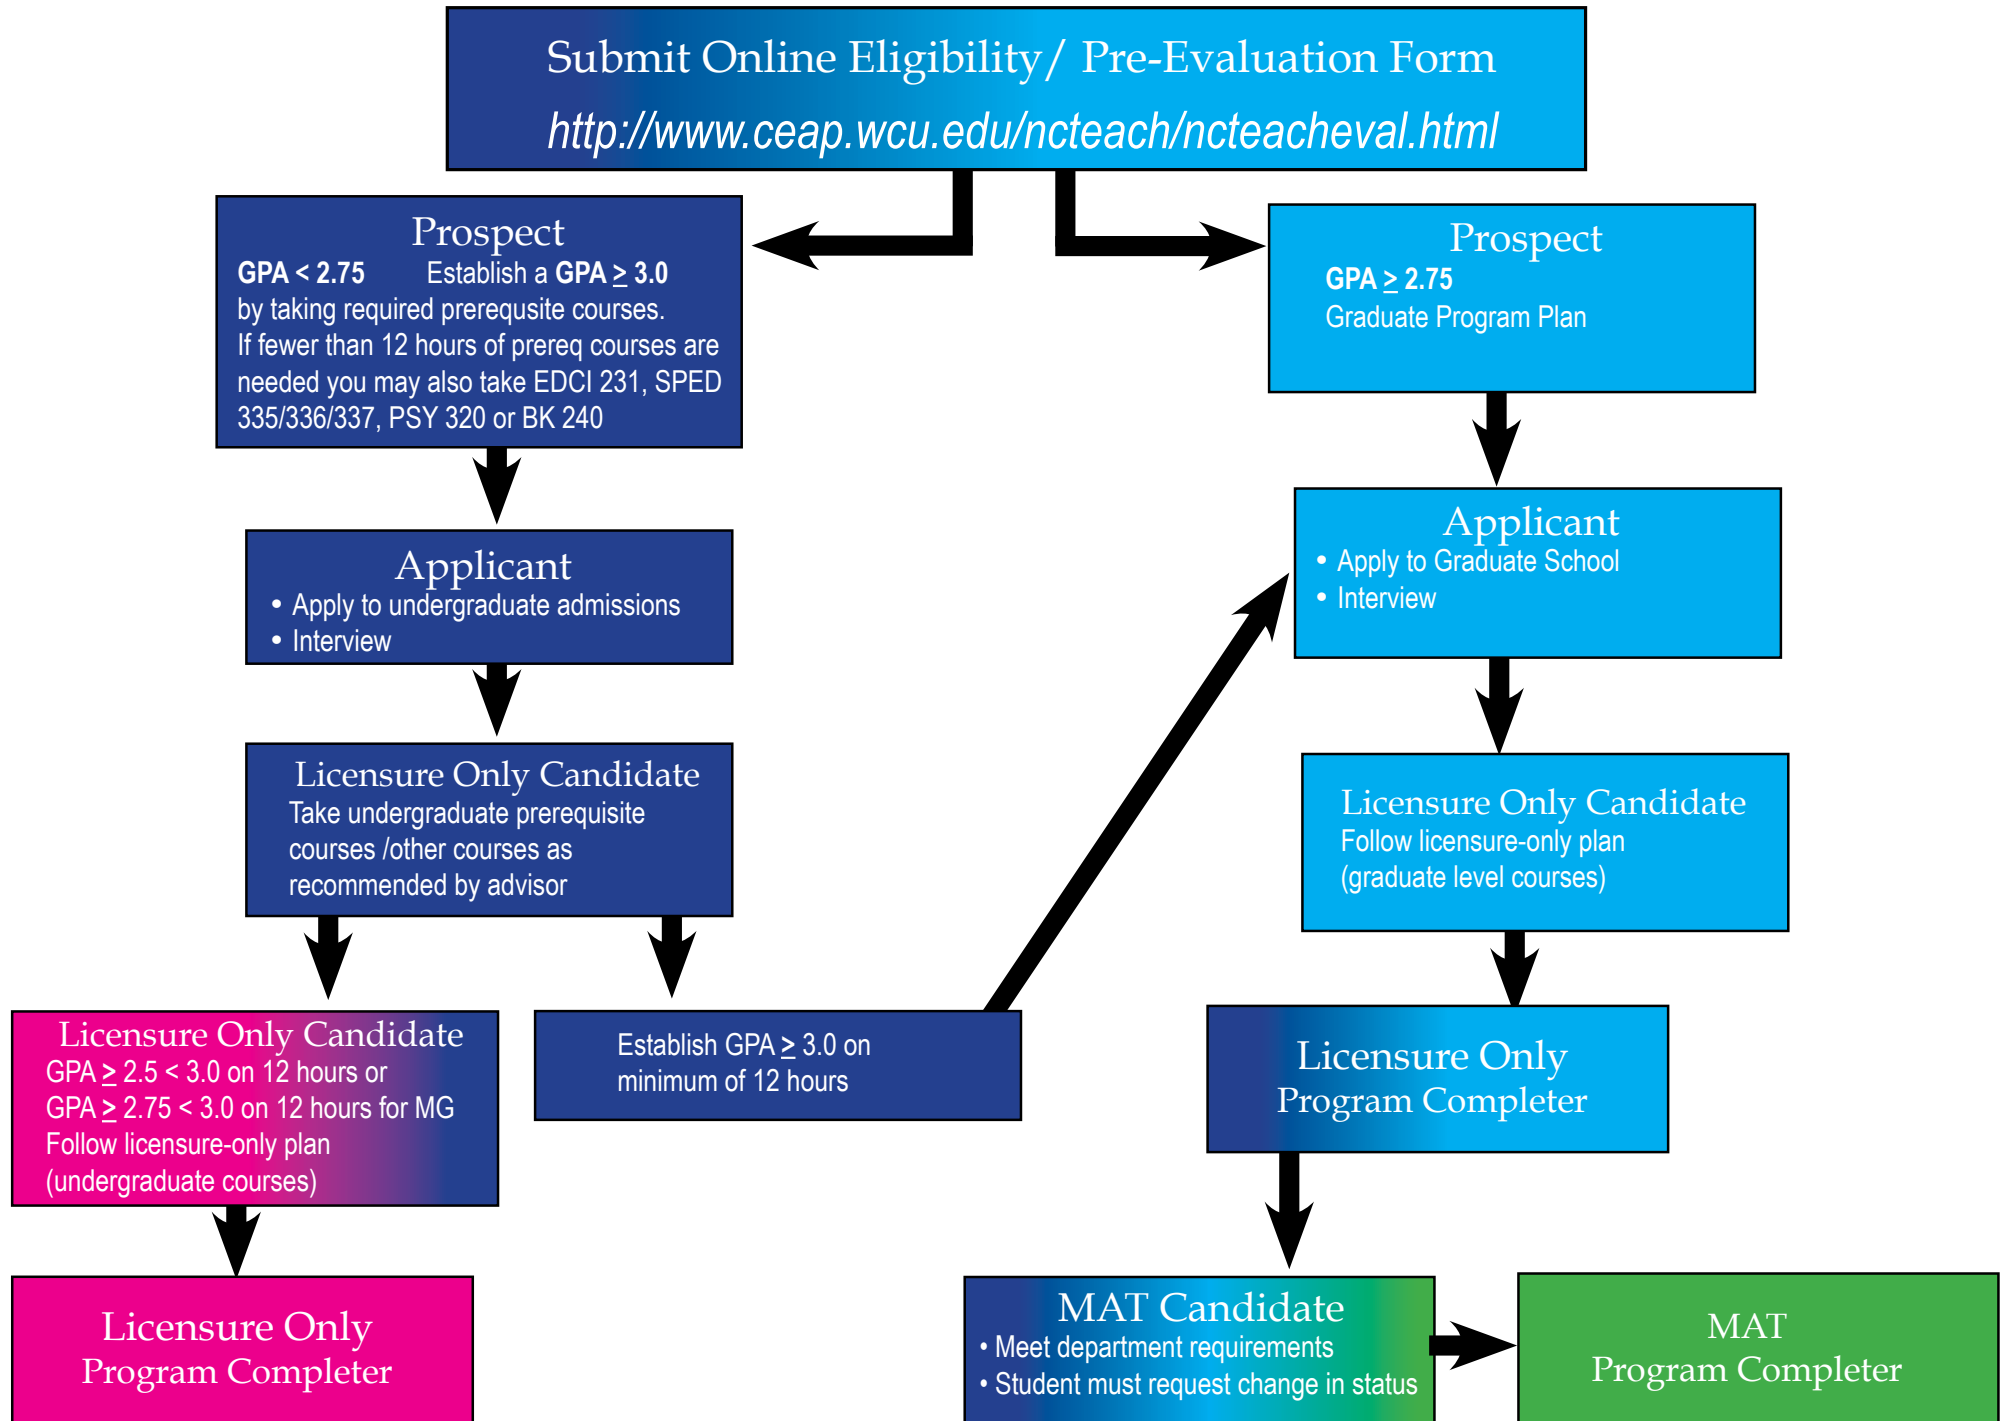 Submit Online Eligibility/ Pre-Evaluation Form
http://www.ceap.wcu.edu/ncteach/ncteacheval.html
Prospect
GPA < 2.75 Establish a GPA ≥ 3.0
by taking required prerequsite courses.
If fewer than 12 hours of prereq courses are
needed you may also take EDCI 231, SPED
335/336/337, PSY 320 or BK 240
Prospect
GPA ≥ 2.75
Graduate Program Plan
Applicant
• Apply to undergraduate admissions
• Interview
Applicant
• Apply to Graduate School
• Interview
Licensure Only Candidate
Take undergraduate prerequisite
courses /other courses as
recommended by advisor
Licensure Only Candidate
Follow licensure-only plan
(graduate level courses)
Licensure Only Candidate
GPA ≥ 2.5 < 3.0 on 12 hours or
GPA ≥ 2.75 < 3.0 on 12 hours for MG
Follow licensure-only plan
(undergraduate courses)
Establish GPA ≥ 3.0 on
minimum of 12 hours
Licensure Only
Program Completer
Licensure Only
Program Completer
MAT Candidate
• Meet department requirements
• Student must request change in status
MAT
Program Completer